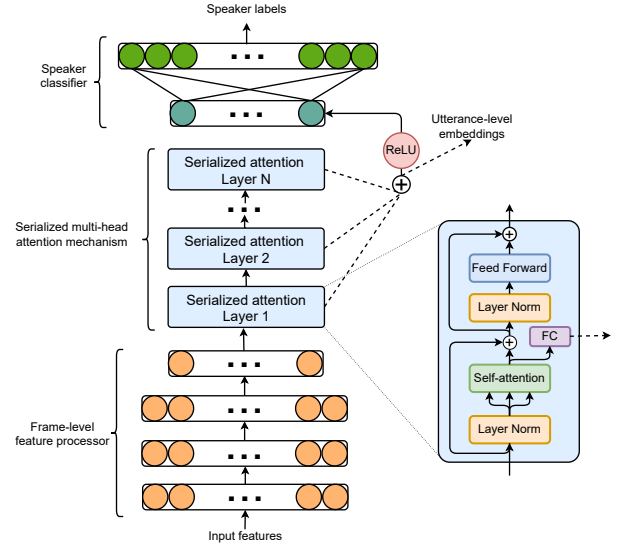 Speaker labels
Speaker
classifier
Utterance-level
embeddings
ReLU
Serialized attention
Layer N
Serialized multi-head
attention mechanism
Serialized attention
Layer 2
Serialized attention
Layer 1
Feed Forward
Layer Norm
FC
Self-attention
Layer Norm
Frame-level
feature processor
Input features